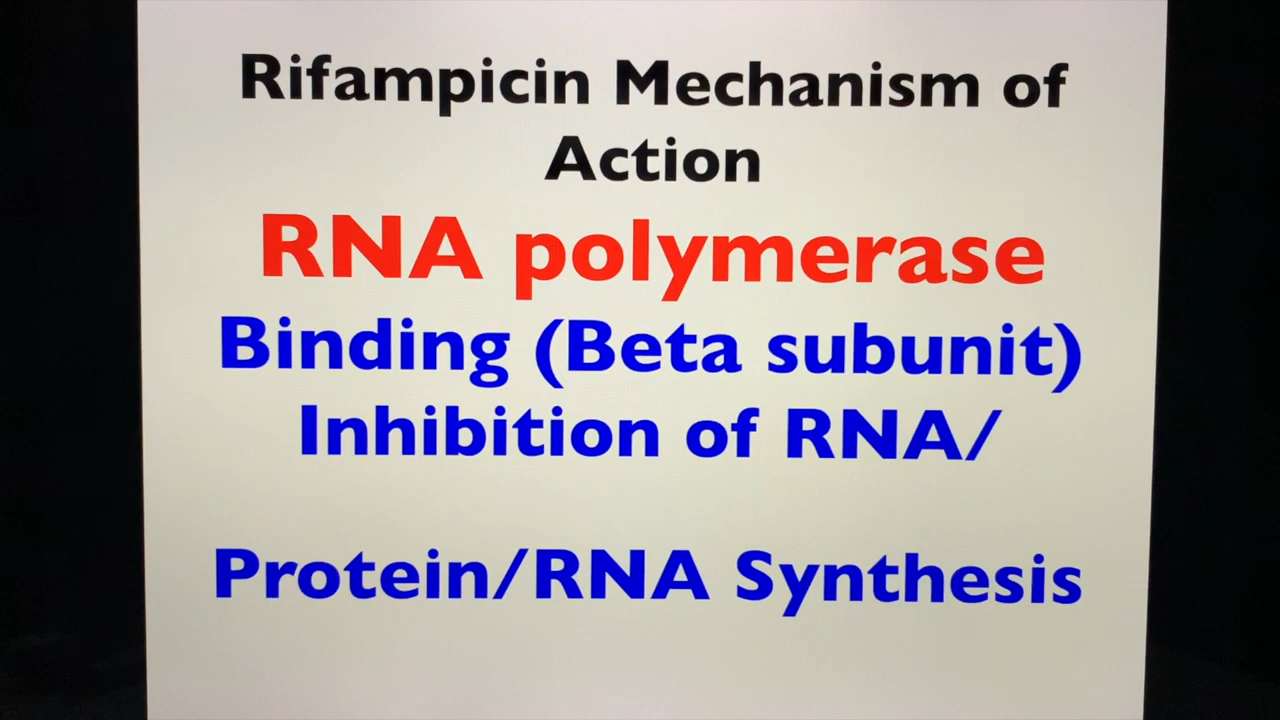 Rifampicin Mechanism of
Action
RNA polymerase
Binding (Beta subunit)
Inhibition of RNA/
Protein/RNA Synthesis